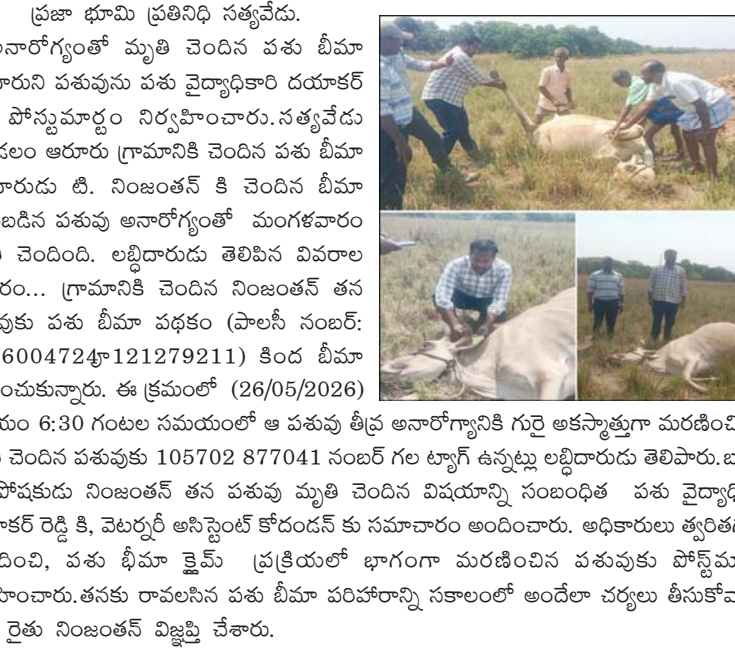 ప్రజా భూమి ప్రతినిధి సత్యవేడు.
అనారోగ్యంతో మృతి చెందిన పశు బీమా
దారుని పశువును పశు వైద్యాధికారి దయాకర్
పోస్టుమార్టం నిర్వహించారు.సత్యవేడు
డలం ఆరూరు గ్రామానికి చెందిన పశు బీమా
దారుడు టి. నింజంతన్ కి చెందిన బీమా
బడిన పశువు అనారోగ్యంతో మంగళవారం
చెందింది. లబ్ధిదారుడు తెలిపిన వివరాల
రం... గ్రామానికి చెందిన నింజంతన్ తన
వుకు పశు బీమా పథకం (పాలసీ నంబర్:
6004724ఞా121279211) కింద బీమా
ంచుకున్నారు. ఈ క్రమంలో (26/05/2026)
యం 6:30 గంటల సమయంలో ఆ పశువు తీవ్ర అనారోగ్యానికి గురై అకస్మాత్తుగా మరణించి
చెందిన పశువుకు 105702 877041 నంబర్ గల ట్యాగ్ ఉన్నట్లు లబ్ధిదారుడు తెలిపారు.బ
పోషకుడు నింజంతన్ తన పశువు మృతి చెందిన విషయాన్ని సంబంధిత పశు వైద్యాధి
ాకర్ రెడ్డి కి, వెటర్నరీ అసిస్టెంట్ కోదండన్ కు సమాచారం అందించారు. అధికారులు త్వరితగ
దించి, పశు భీమా క్లైమ్ ప్రక్రియలో భాగంగా మరణించిన పశువుకు పోస్ట్‌మా
హించారు.తనకు రావలసిన పశు బీమా పరిహారాన్ని సకాలంలో అందేలా చర్యలు తీసుకోవా
రైతు నింజంతన్ విజ్ఞప్తి చేశారు.